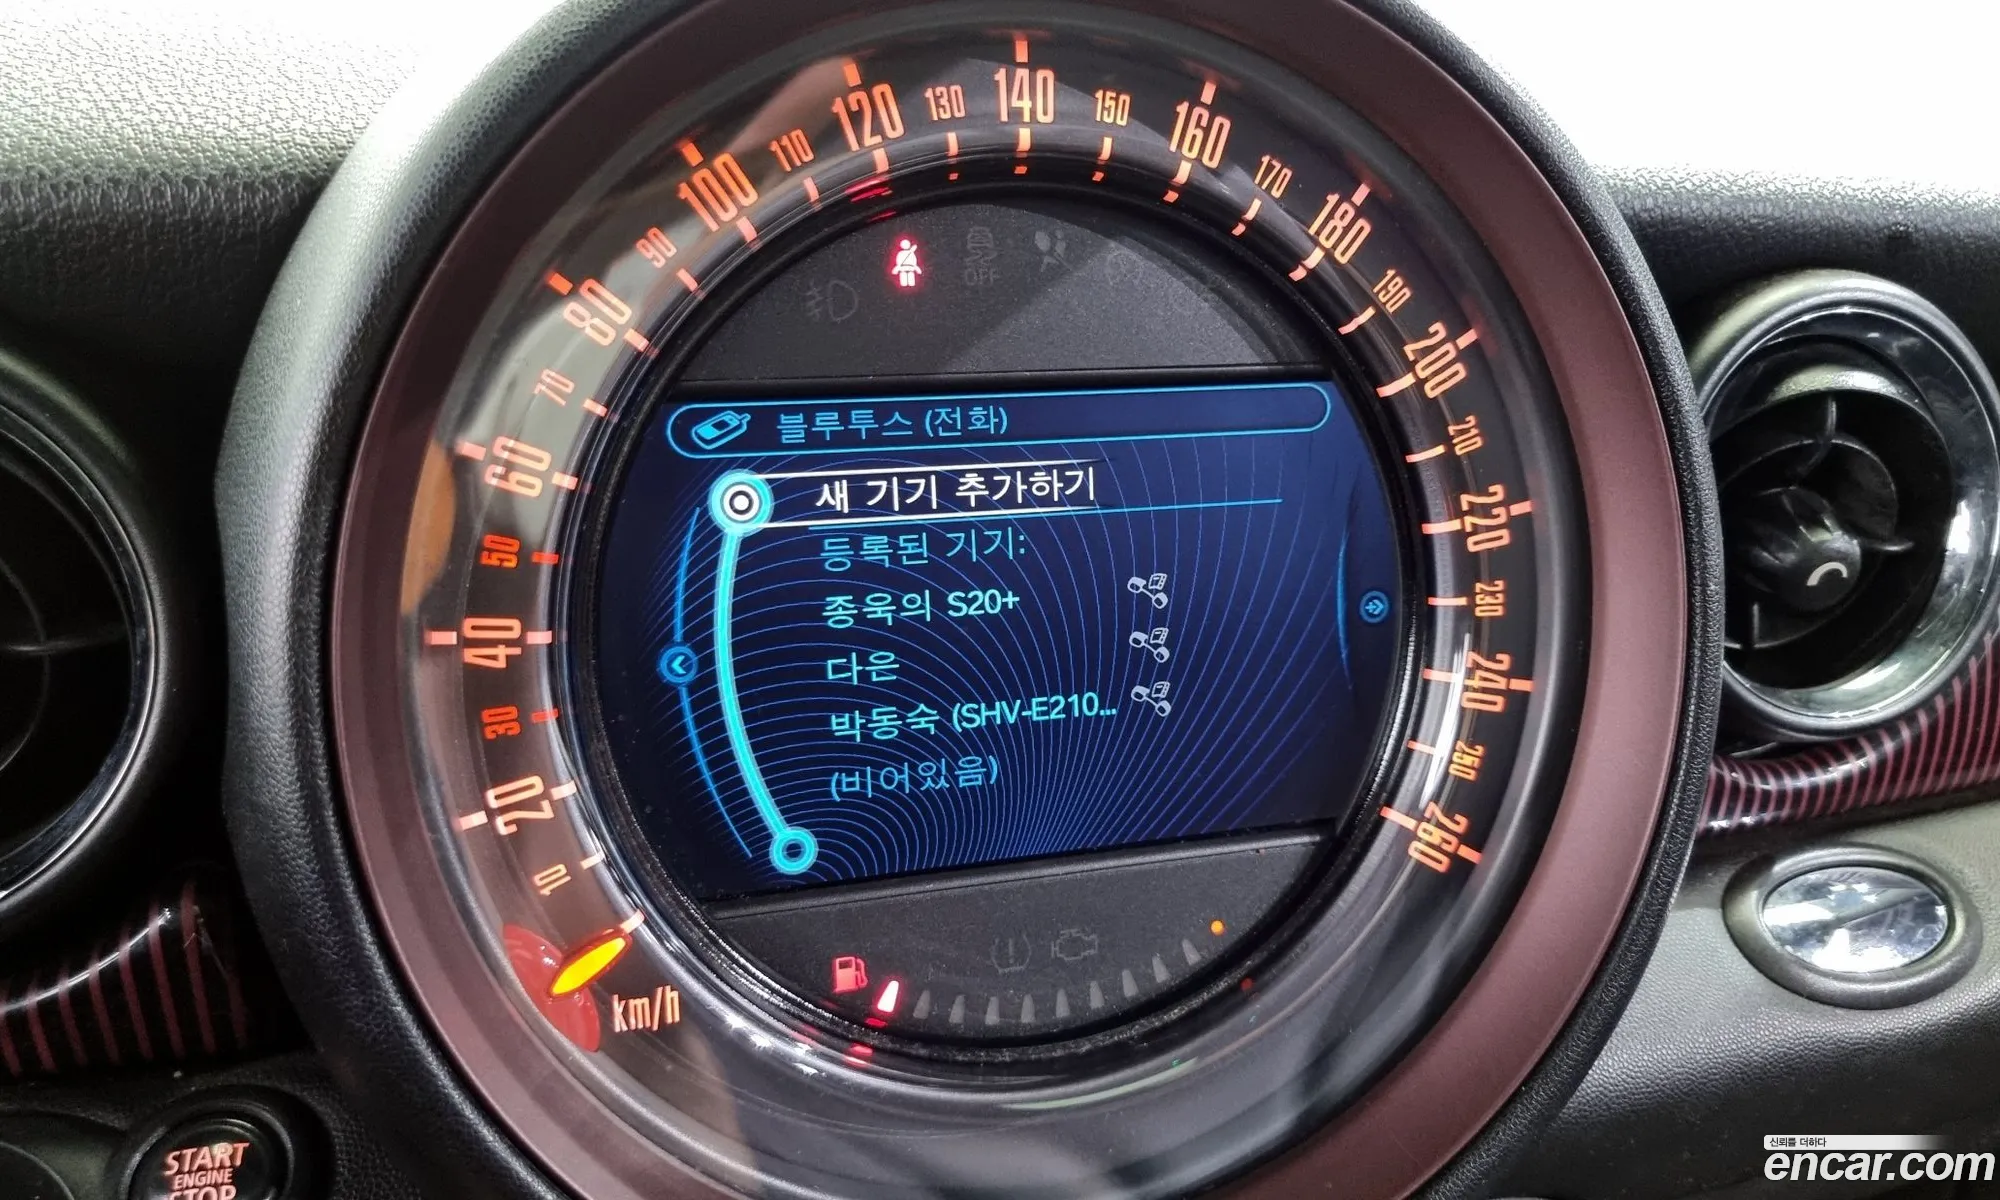 10
20
30
40
50
60
70
80
90
100
110
120
130
140
150
160
170
180
190
200
210
220
230
240
250
260
OFF
블루투스 (전화)
새 기기 추가하기
등록된 기기:
종욱의 S20+
다은
박동숙 (SHV-E210...
(비어있음)
km/h
START
ENGINE
STOP
신뢰를 더하다
encar.com